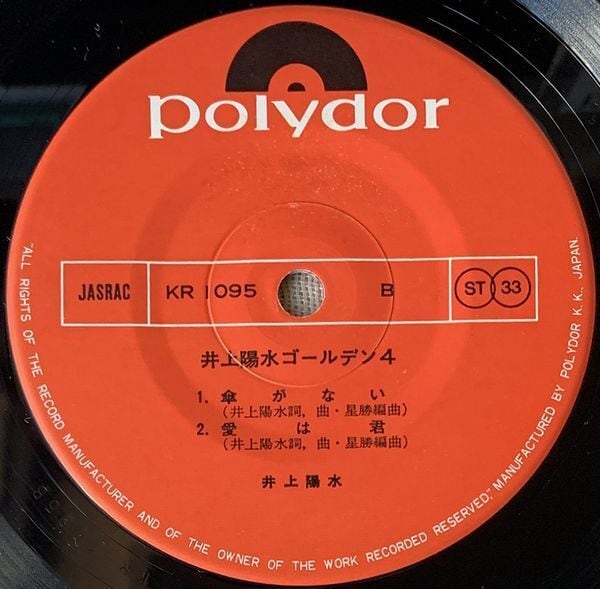 polydor
JASRAC KR 1095 B ST 33
井上陽水ゴールデン4
1. 傘がない
(井上陽水詞, 曲・星勝編曲)
2. 愛は君
(井上陽水詞, 曲・星勝編曲)
井上陽水
"ALL RIGHTS OF THE RECORD MANUFACTURER AND OF THE OWNER OF THE WORK RECORDED RESERVED," MANUFACTURED BY POLYDOR K. K., JAPAN.